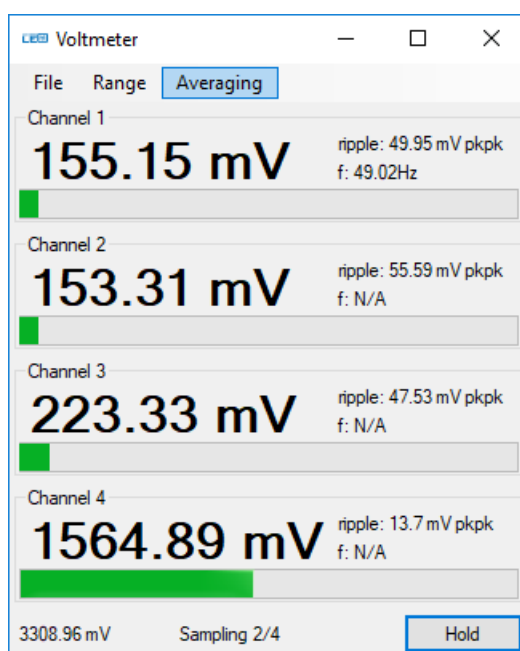 Voltmeter
File Range Averaging
Channel 1
155.15 mV
ripple: 49.95 mV pkpk
f: 49.02Hz
Channel 2
153.31 mV
ripple: 55.59 mV pkpk
f: N/A
Channel 3
223.33 mV
ripple: 47.53 mV pkpk
f: N/A
Channel 4
1564.89 mV
ripple: 13.7 mV pkpk
f: N/A
3308.96 mV Sampling 2/4 Hold